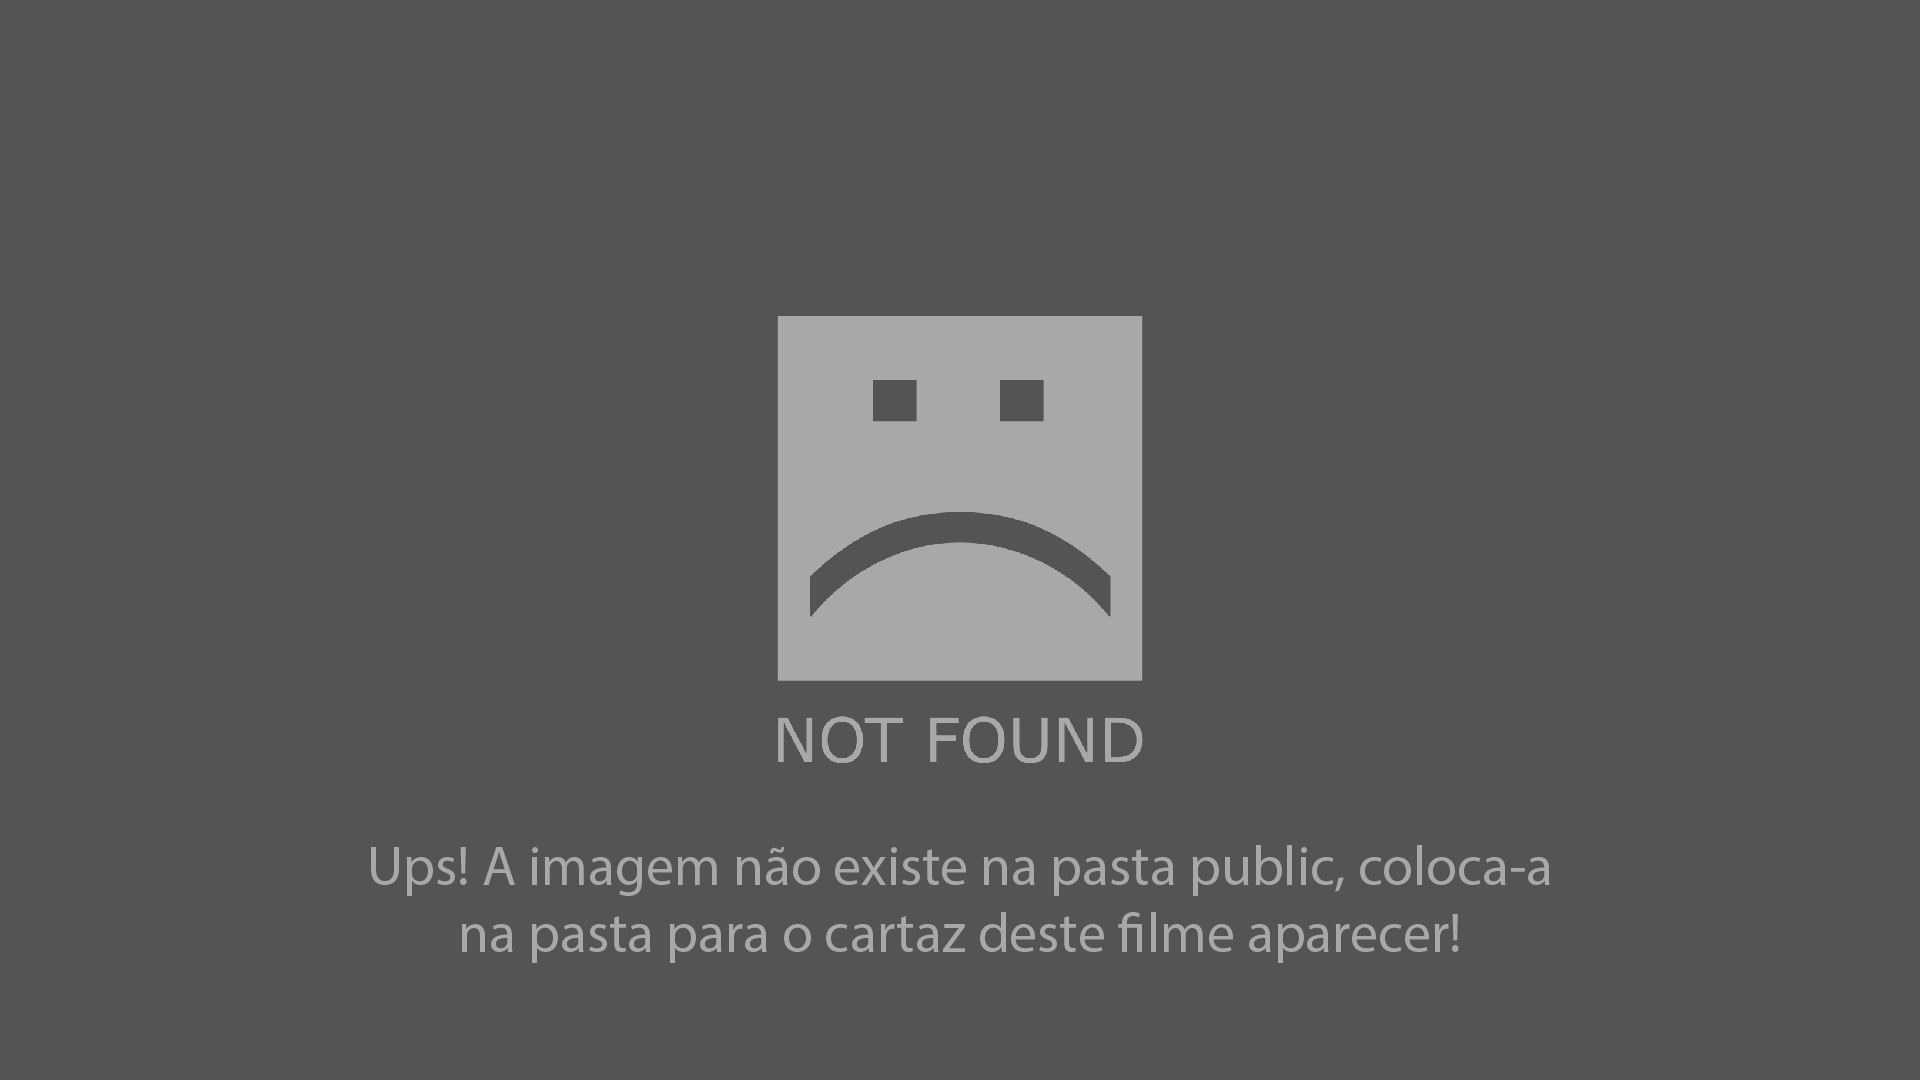 NOT FOUND
Ups! A imagem não existe na pasta public, coloca-a
na pasta para o cartaz deste filme aparecer!